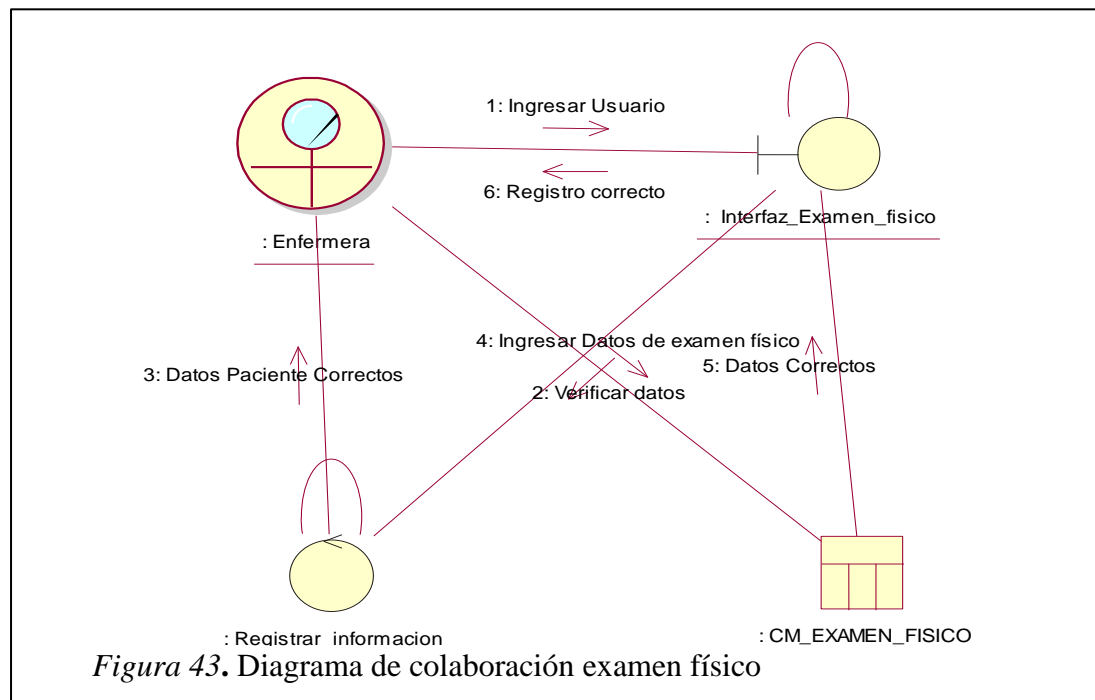 1: Ingresar Usuario
6: Registro correcto
: Interfaz_Examen_fisico
: Enfermera
4: Ingresar Datos de examen físico
3: Datos Paciente Correctos
5: Datos Correctos
2: Verificar datos
: Registrar_informacion
: CM_EXAMEN_FISICO
Figura 43. Diagrama de colaboración examen físico